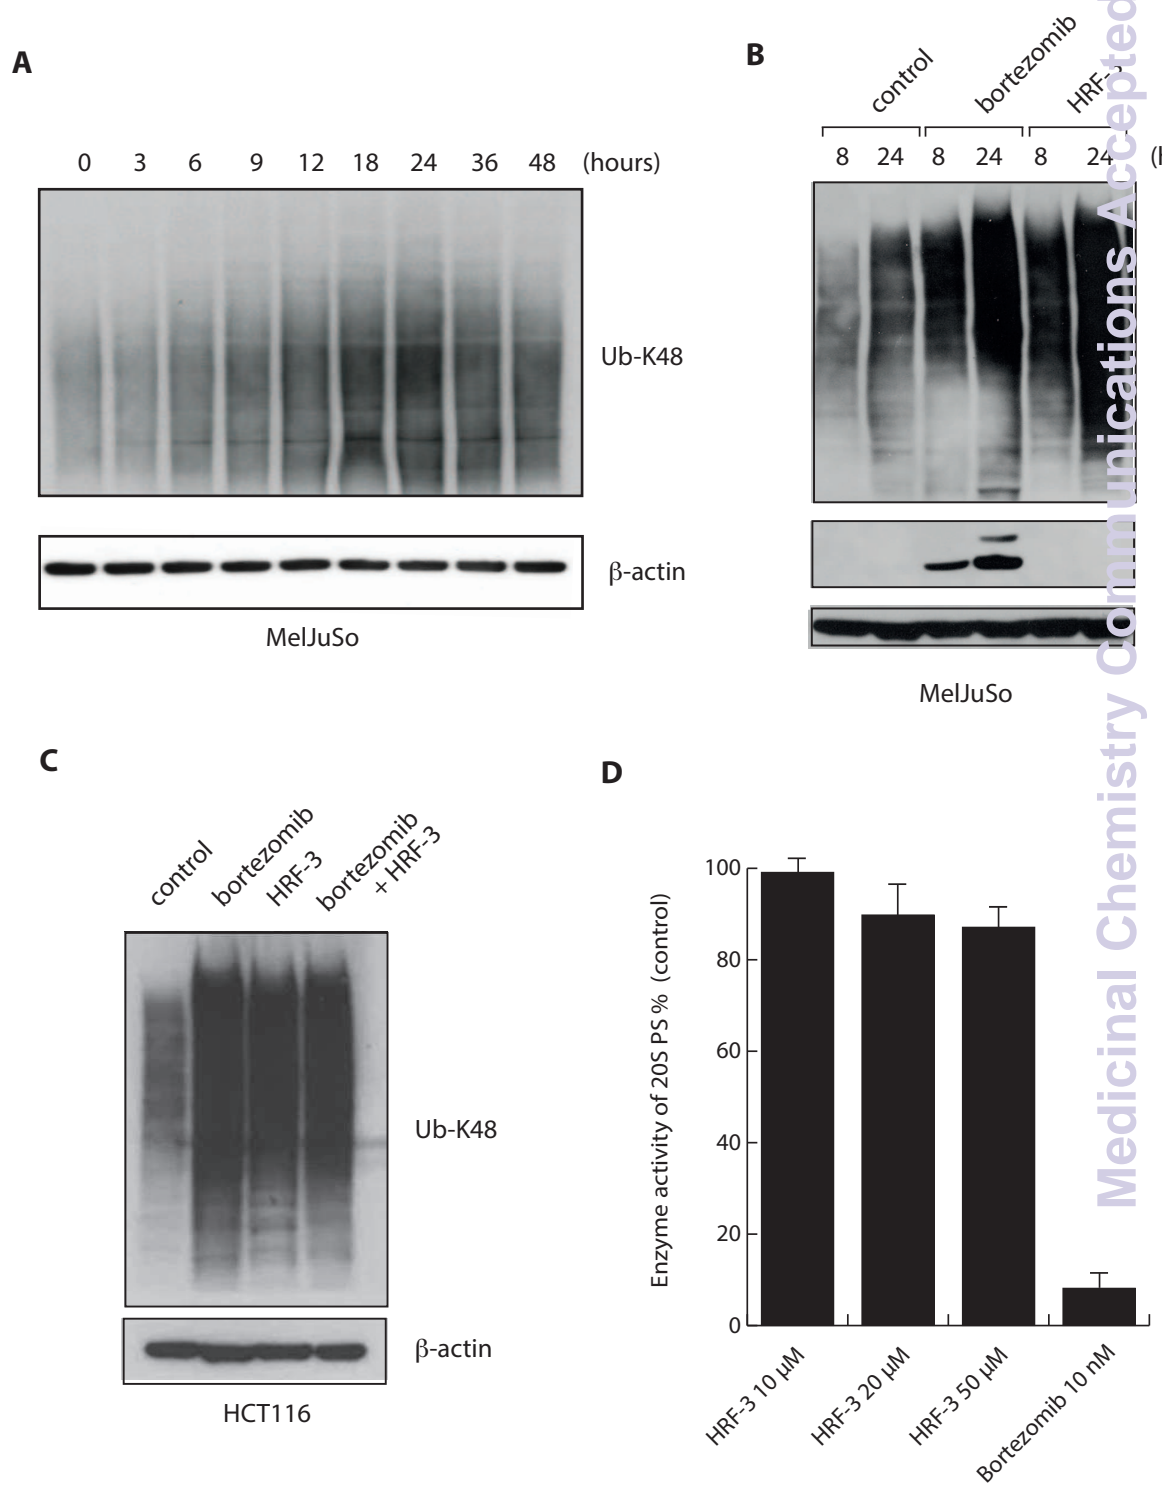 A
0 3 6 9 12 18 24 36 48 (hours)
Ub-K48
β-actin
MelJuSo
B
control bortezomib HRF-3
8 24 8 24 8 24 (h
MelJuSo
C
control
bortezomib
HRF-3
bortezomib
+ HRF-3
Ub-K48
β-actin
HCT116
D
Enzyme activity of 20S PS % (control)
100
80
60
40
20
0
HRF-3 10 µM
HRF-3 20 µM
HRF-3 50 µM
Bortezomib 10 nM
Medicinal Chemistry Communications Accepted